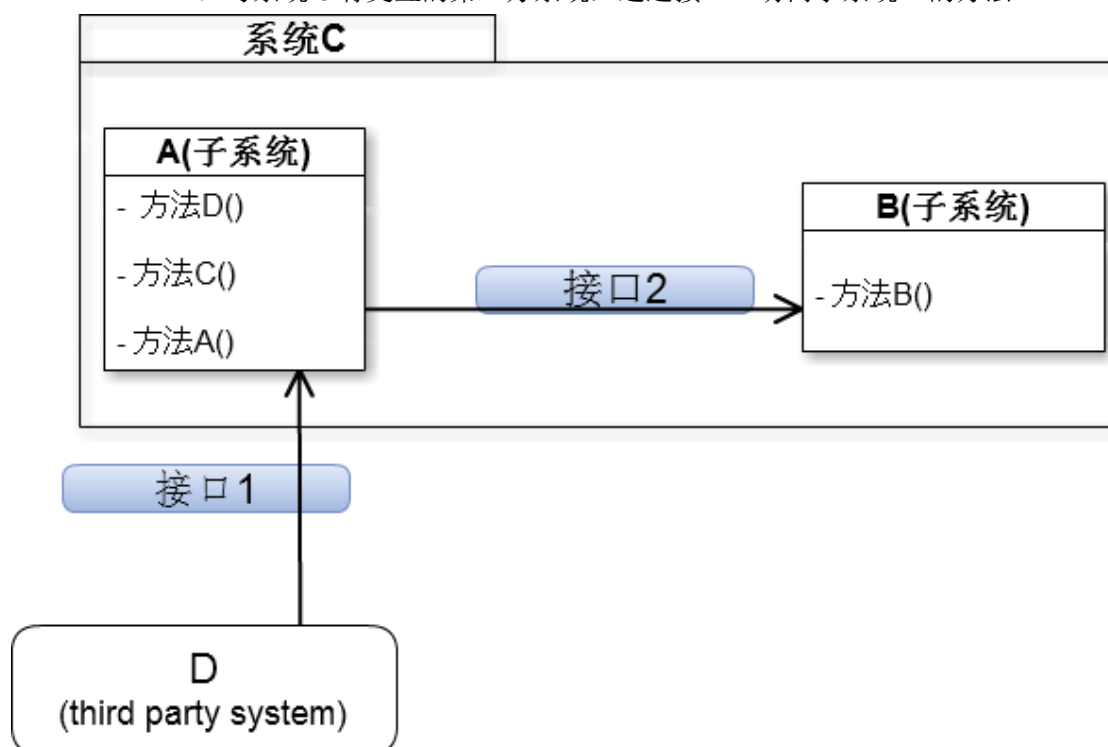 系统C
A(子系统)
- 方法D()
- 方法C()
- 方法A()
接口2
B(子系统)
- 方法B()
接口1
D
(third party system)